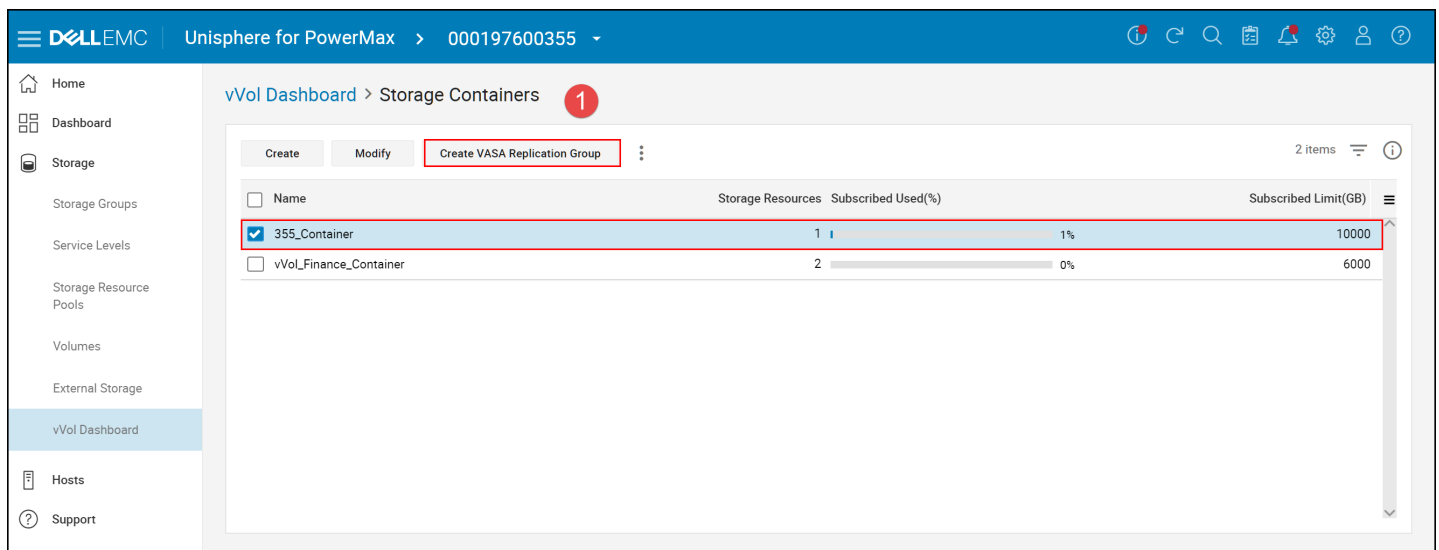 DELLEMC Unisphere for PowerMax > 000197600355
Home
Dashboard
Storage
Storage Groups
Service Levels
Storage Resource
Pools
Volumes
External Storage
vVol Dashboard
Hosts
Support
vVol Dashboard > Storage Containers 1
Create Modify Create VASA Replication Group 2 items
Name Storage Resources Subscribed Used(%) Subscribed Limit(GB)
355_Container 1 1% 10000
vVol_Finance_Container 2 0% 6000